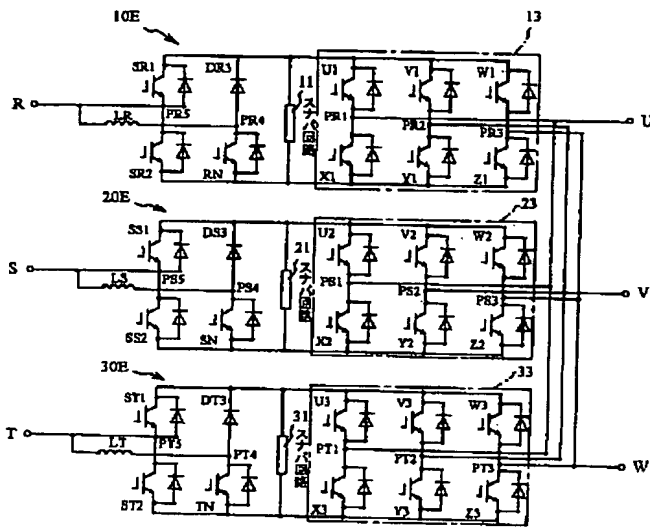 10E
13
SR1
DR3
U1
V1
W1
11
スナバ回路
R
LR
PR5
PR4
PR1
PR2
PR3
U
SR2
RN
X1
Y1
Z1
20E
23
SS1
DS3
U2
V2
W2
21
スナバ回路
S
LS
PS5
PS4
PS1
PS2
PS3
V
SS2
SN
X2
Y2
Z2
30E
33
ST1
DT3
U3
V3
W3
31
スナバ回路
T
LT
PT5
PT4
PT1
PT2
PT3
W
ST2
TN
X3
Y3
Z3